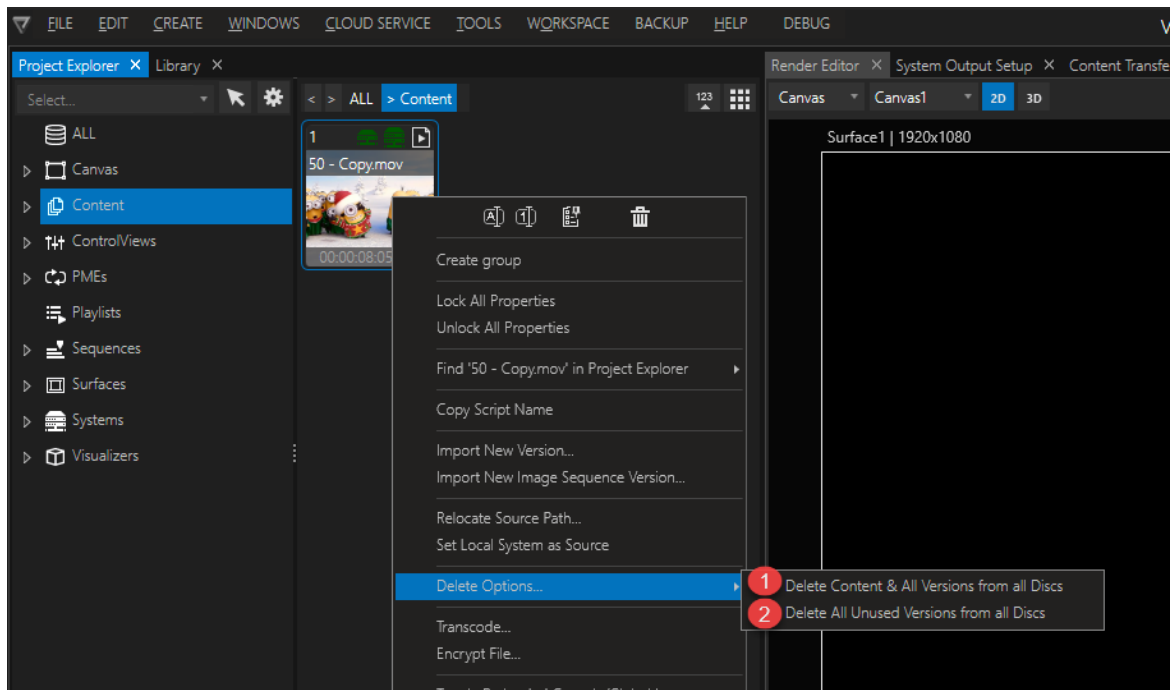 FILE EDIT CREATE WINDOWS CLOUD SERVICE TOOLS WORKSPACE BACKUP HELP DEBUG V
Project Explorer × Library ×
Render Editor × System Output Setup × Content Transfe
Select...
< > ALL > Content
123
Canvas Canvas1 2D 3D
ALL
Canvas
Content
ControlViews
PMEs
Playlists
Sequences
Surfaces
Systems
Visualizers
1
50 - Copy.mov
00:00:08:05
Surface1 | 1920x1080
Create group
Lock All Properties
Unlock All Properties
Find '50 - Copy.mov' in Project Explorer
Copy Script Name
Import New Version...
Import New Image Sequence Version...
Relocate Source Path...
Set Local System as Source
Delete Options...
Transcode...
Encrypt File...
1 Delete Content & All Versions from all Discs
2 Delete All Unused Versions from all Discs